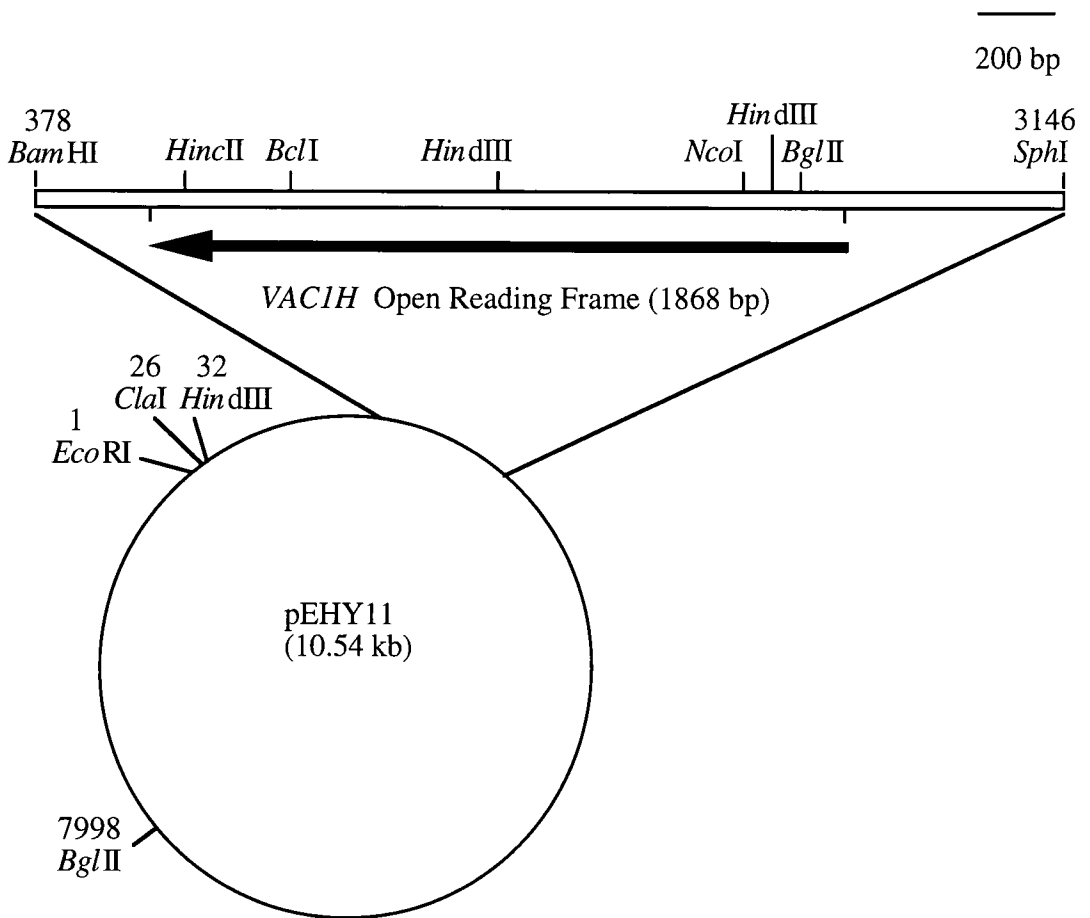 200 bp
378
BamHI
HincII
BclI
HindIII
NcoI
HindIII
BglII
3146
SphI
VAC1H Open Reading Frame (1868 bp)
26
ClaI
32
HindIII
1
EcoRI
pEHY11
(10.54 kb)
7998
BglII